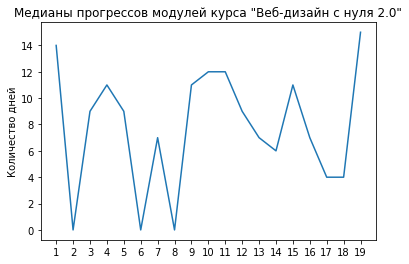 Медианы прогрессов модулей курса "Веб-дизайн с нуля 2.0"
Количество дней
14
12
10
8
6
4
2
0
1 2 3 4 5 6 7 8 9 10 11 12 13 14 15 16 17 18 19